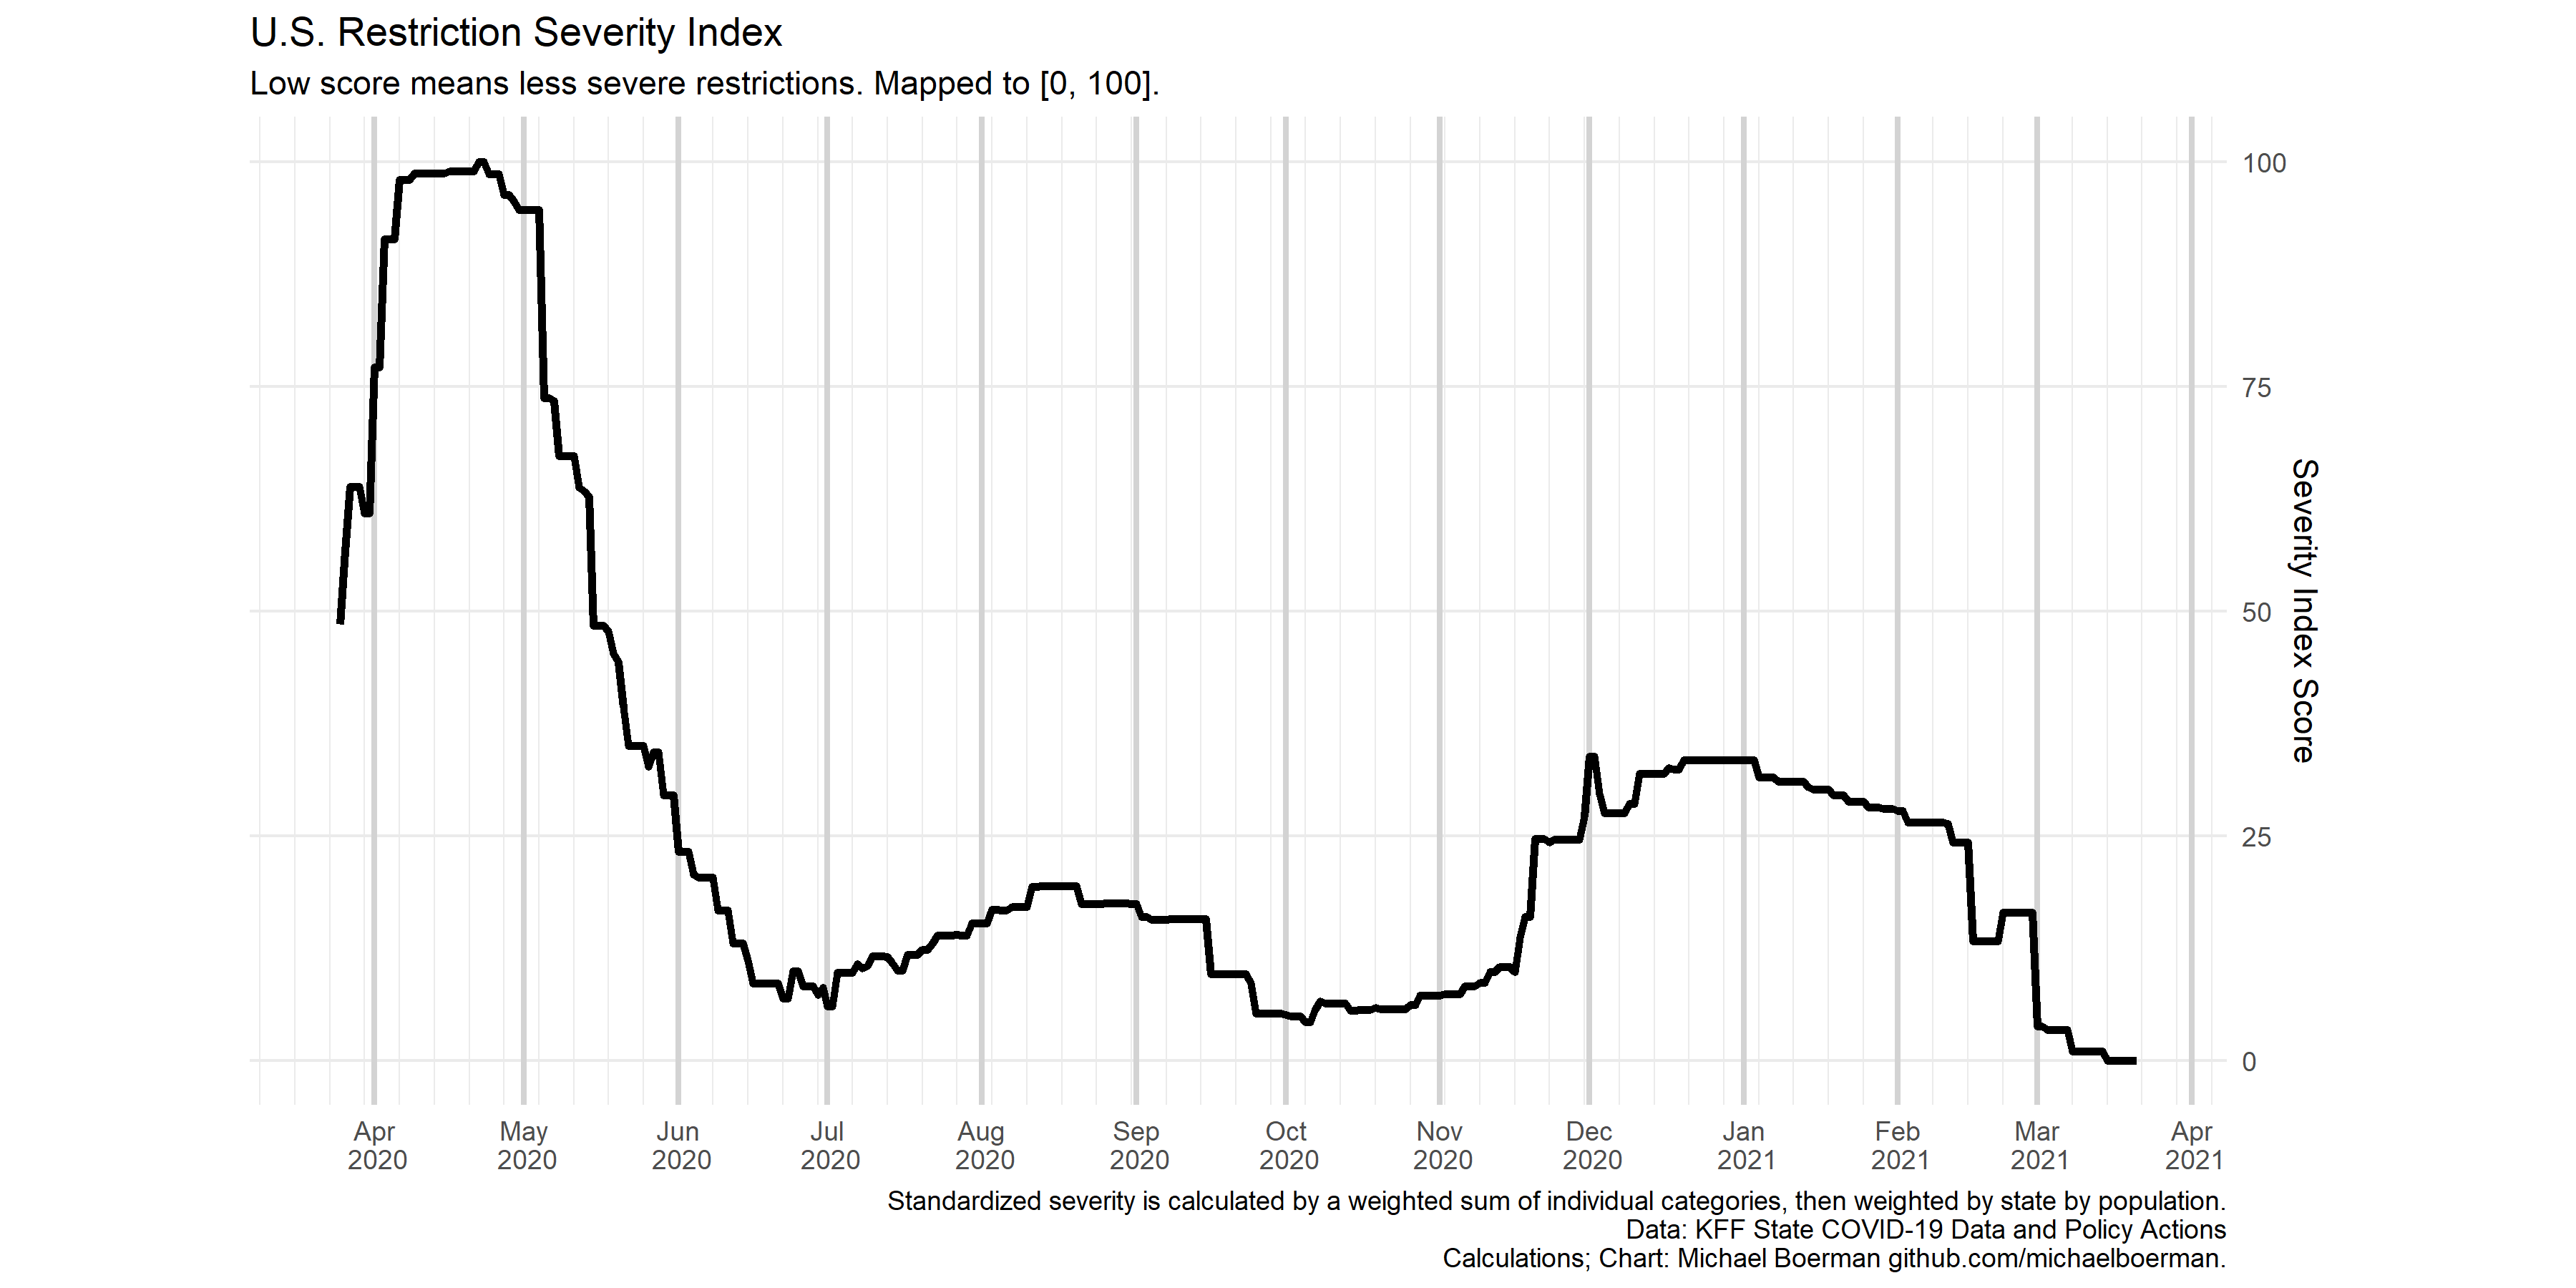 U.S. Restriction Severity Index
Low score means less severe restrictions. Mapped to [0, 100].
100
75
50
25
0
Severity Index Score
Apr May Jun Jul Aug Sep Oct Nov Dec Jan Feb Mar Apr
2020 2020 2020 2020 2020 2020 2020 2020 2020 2021 2021 2021 2021
Standardized severity is calculated by a weighted sum of individual categories, then weighted by state by population.
Data: KFF State COVID-19 Data and Policy Actions
Calculations; Chart: Michael Boerman github.com/michaelboerman.